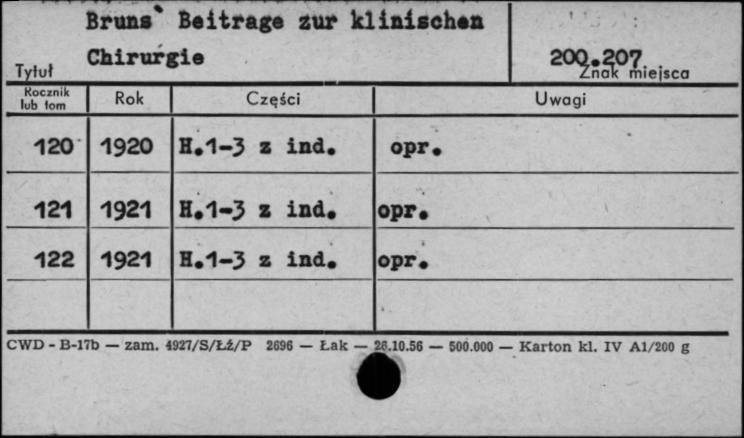 Bruns` Beitrage zur klinischen
Chirurgie
Tytuł
200.207
Znak miejsca
Rocznik lub tom Rok Części Uwagi
120 1920 H.1-3 z ind. opr.
121 1921 H.1-3 z ind. opr.
122 1921 H.1-3 z ind. opr.
CWD - B-17b — zam. 4927/S/Łź/P 2696 — Łak — 26.10.56 — 500.000 — Karton kl. IV A1/200 g